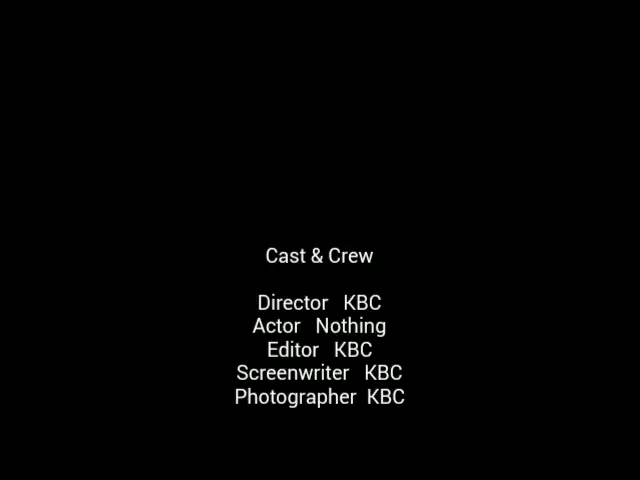 Cast & Crew
Director KBC
Actor Nothing
Editor KBC
Screenwriter KBC
Photographer KBC